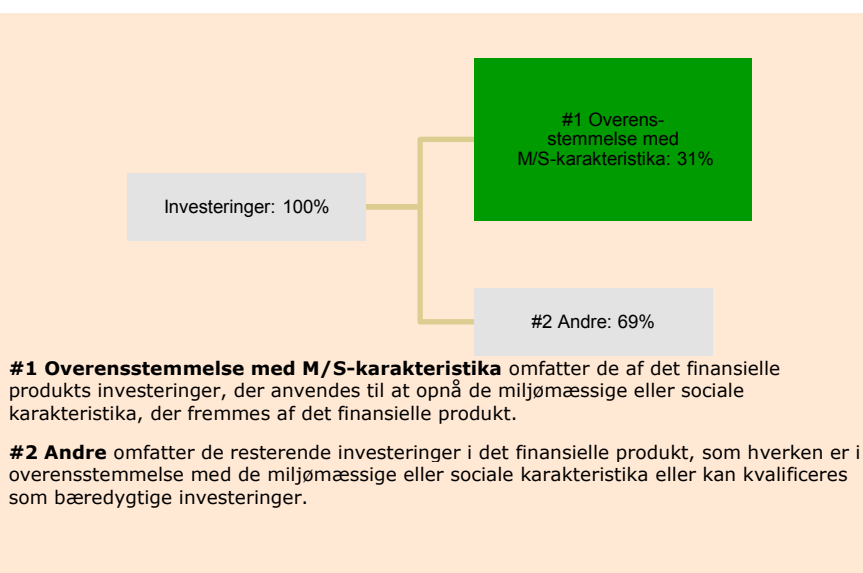 #1 Overens-
stemmelse med
M/S-karakteristika: 31%
Investeringer: 100%
#2 Andre: 69%
#1 Overensstemmelse med M/S-karakteristika omfatter de af det finansielle
produkts investeringer, der anvendes til at opnå de miljømæssige eller sociale
karakteristika, der fremmes af det finansielle produkt.
#2 Andre omfatter de resterende investeringer i det finansielle produkt, som hverken er i
overensstemmelse med de miljømæssige eller sociale karakteristika eller kan kvalificeres
som bæredygtige investeringer.